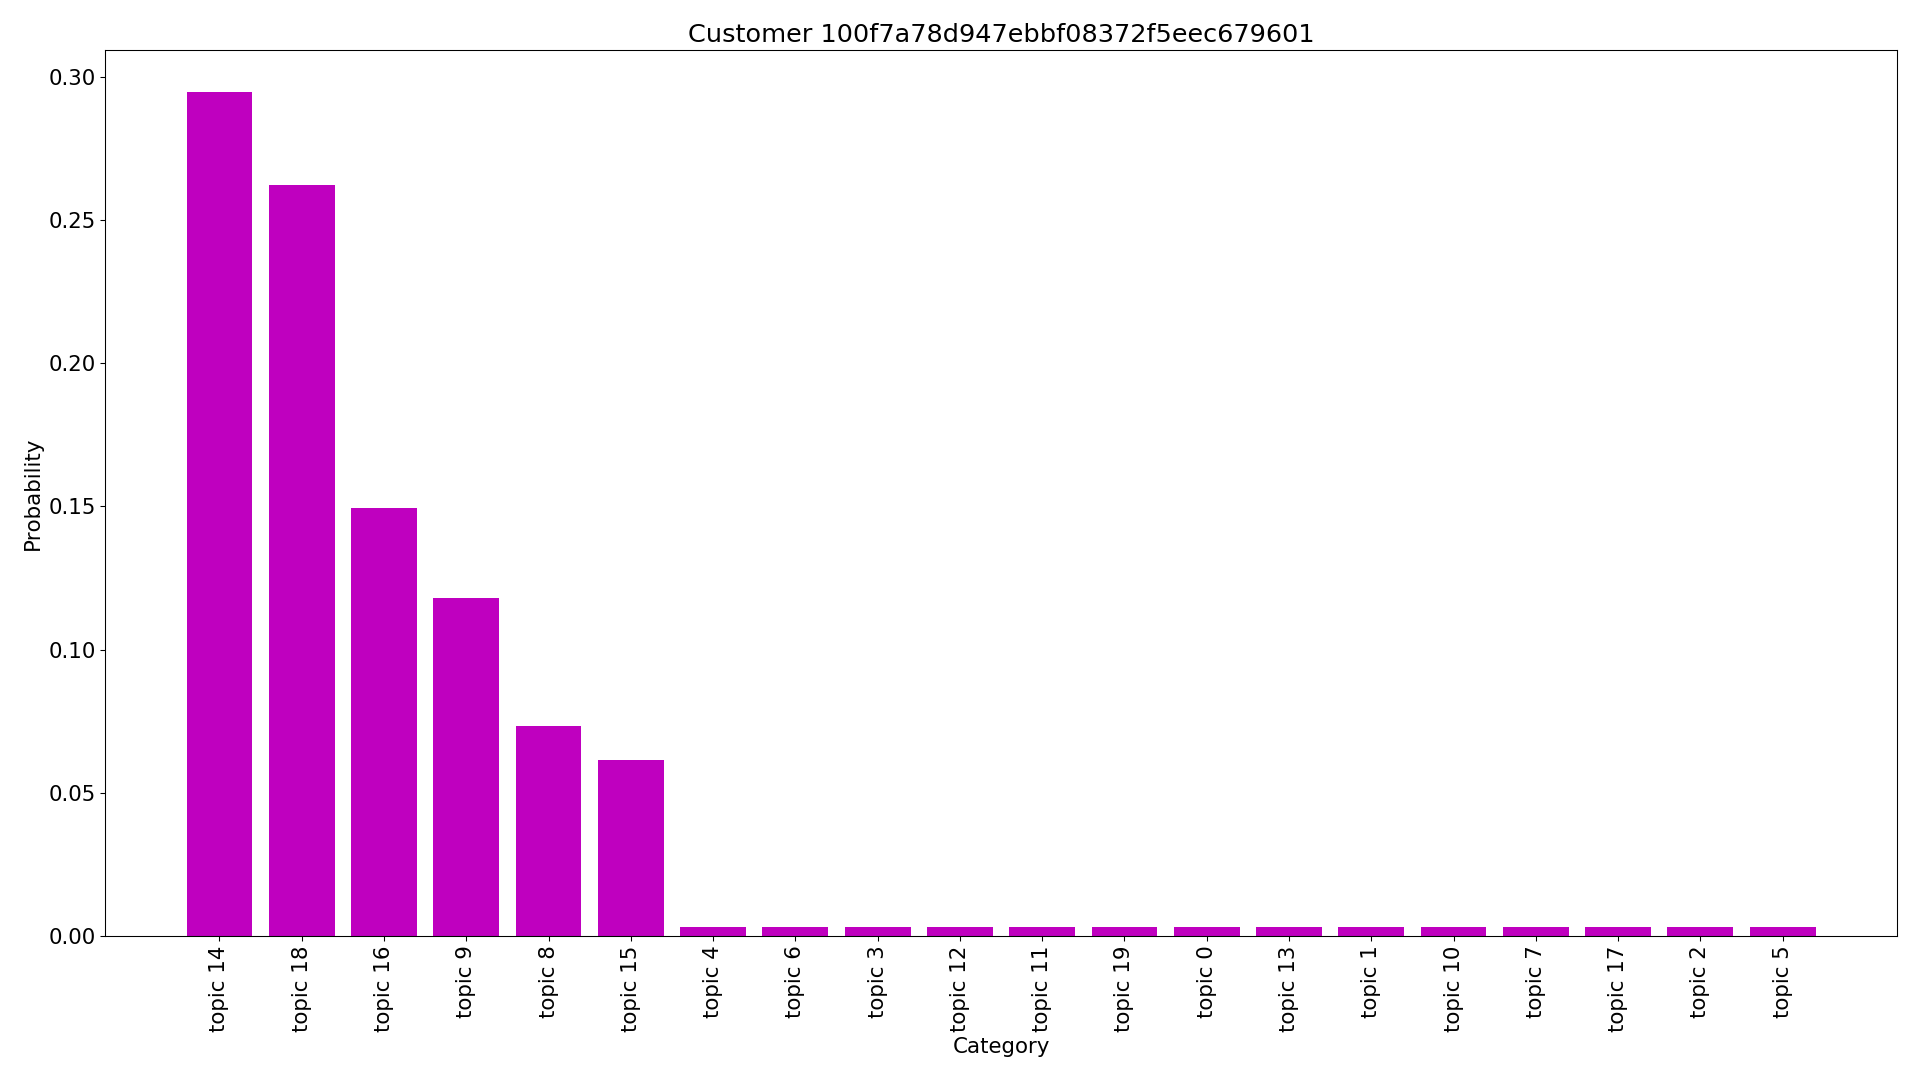 Customer 100f7a78d947ebbf08372f5eec679601
Probability
0.30
0.25
0.20
0.15
0.10
0.05
0.00
topic 14
topic 18
topic 16
topic 9
topic 8
topic 15
topic 4
topic 6
topic 3
topic 12
topic 11
topic 19
topic 0
topic 13
topic 1
topic 10
topic 7
topic 17
topic 2
topic 5
Category